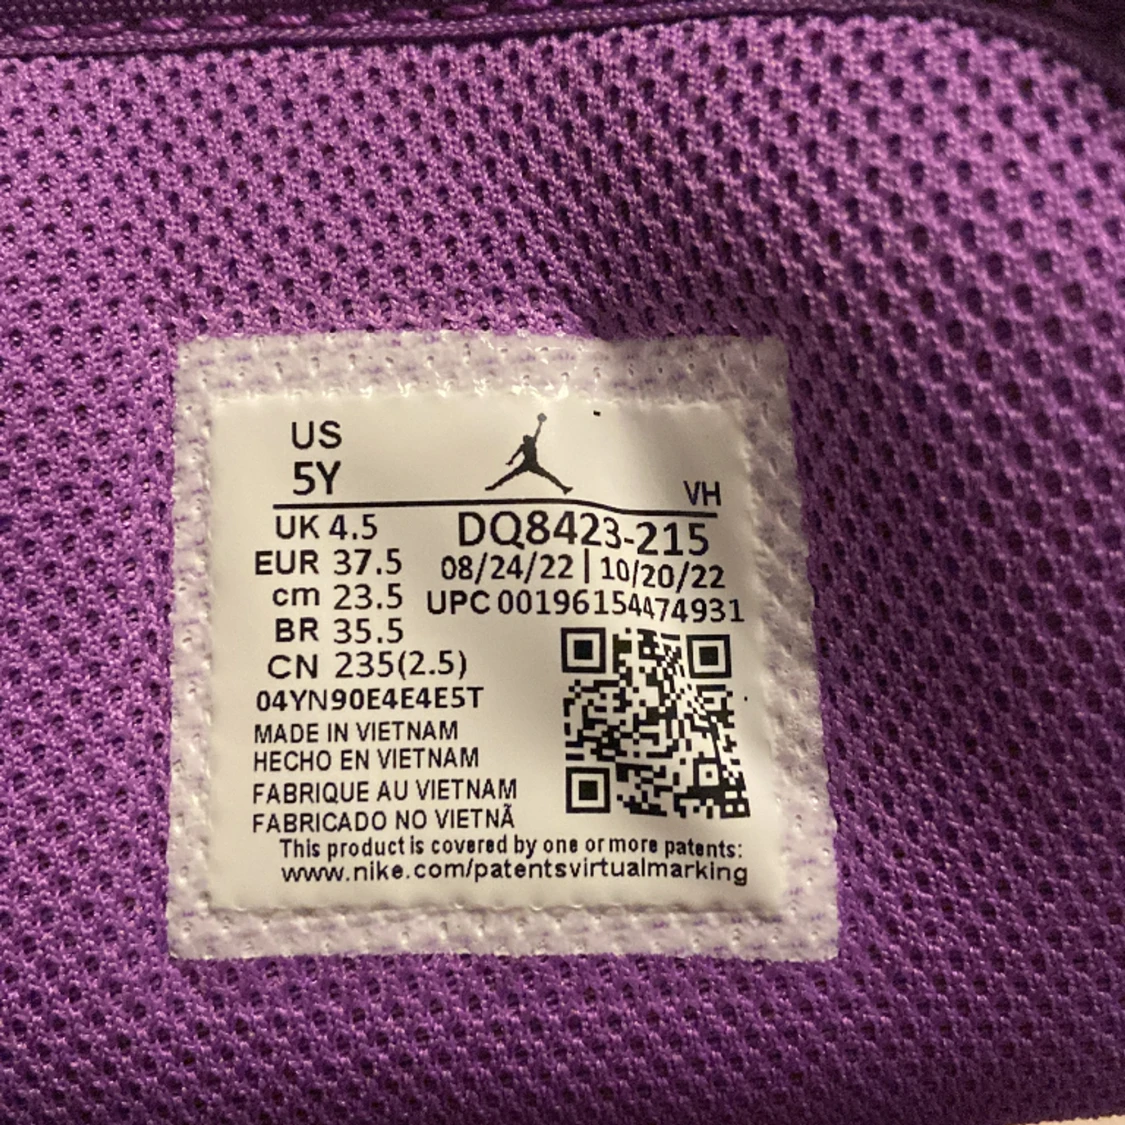 US
5Y
VH
UK 4.5
DQ8423-215
EUR 37.5
08/24/22 | 10/20/22
cm 23.5
UPC 00196154474931
BR 35.5
CN 235(2.5)
04YN90E4E4E5T
MADE IN VIETNAM
HECHO EN VIETNAM
FABRIQUE AU VIETNAM
FABRICADO NO VIETNÃ
This product is covered by one or more patents:
www.nike.com/patentsvirtualmarking